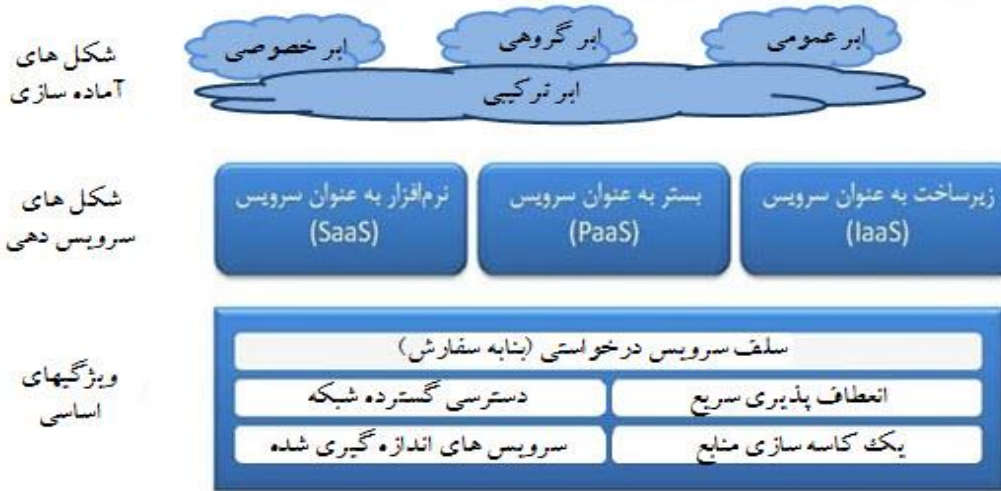 شکل های
آماده سازی
ابر عمومی
ابر گروهی
ابر خصوصی
ابر ترکیبی
شکل های
سرویس دهی
زیرساخت به عنوان سرویس
(IaaS)
بستر به عنوان سرویس
(PaaS)
نرم‌افزار به عنوان سرویس
(SaaS)
ویژگیهای
اساسی
سلف سرویس درخواستی (بنابه سفارش)
انعطاف پذیری سریع
دسترسی گسترده شبکه
یک کاسه سازی منابع
سرویس های اندازه گیری شده